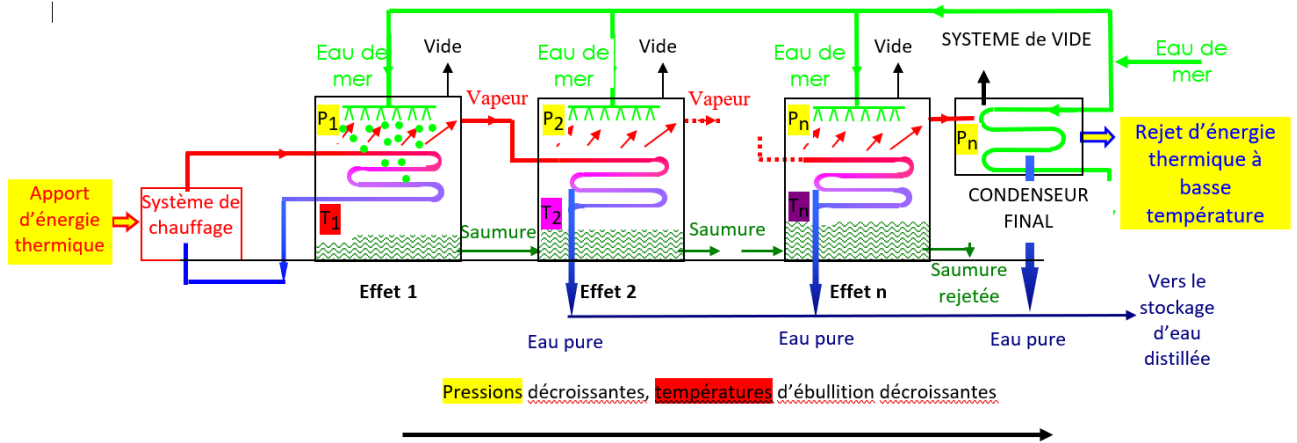 Eau de
mer
Vide
Eau de
mer
Vide
Eau de
mer
Vide
SYSTEME de VIDE
Eau de
mer
Vapeur
Vapeur
P1
P2
Pn
Pn
Rejet d'énergie
thermique à
basse
température
Apport
d'énergie
thermique
Système de
chauffage
T1
T2
Tn
CONDENSEUR
FINAL
Saumure
Saumure
Saumure
rejetée
Effet 1
Effet 2
Effet n
Eau pure
Eau pure
Eau pure
Vers le
stockage
d'eau
distillée
Pressions décroissantes, températures d'ébullition décroissantes